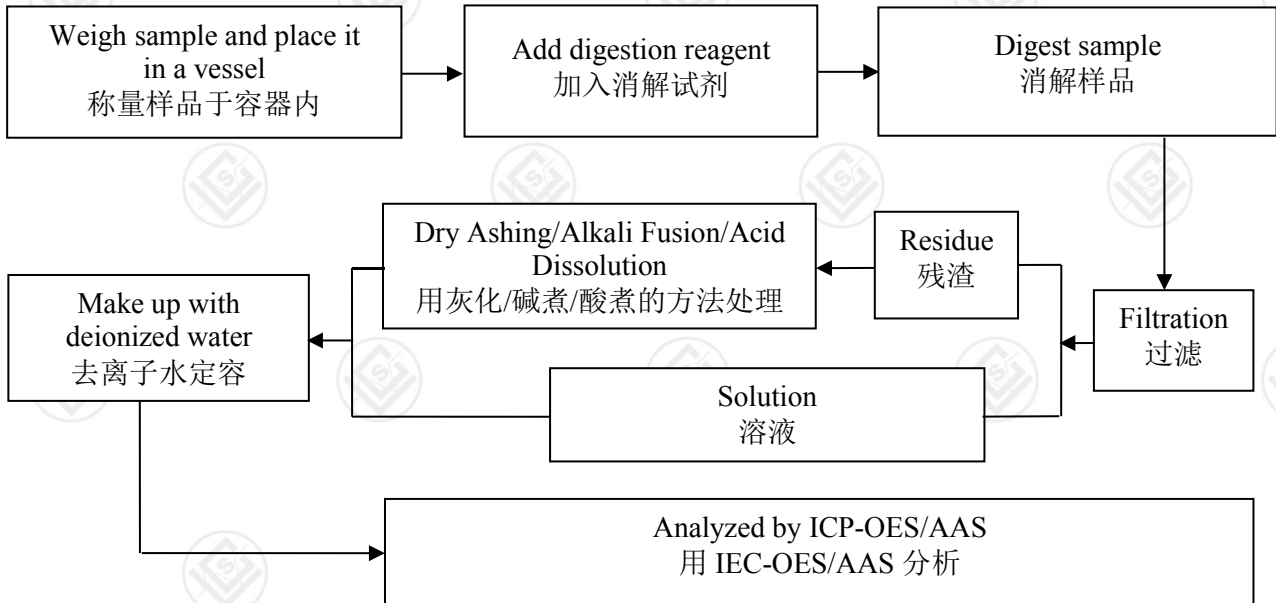 Weigh sample and place it
in a vessel
称量样品于容器内
Add digestion reagent
加入消解试剂
Digest sample
消解样品
Dry Ashing/Alkali Fusion/Acid
Dissolution
用灰化/碱煮/酸煮的方法处理
Residue
残渣
Filtration
过滤
Make up with
deionized water
去离子水定容
Solution
溶液
Analyzed by ICP-OES/AAS
用 IEC-OES/AAS 分析